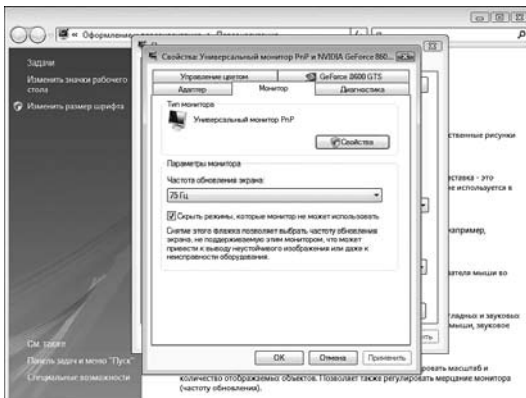 « Оформление
Задачи
Изменить значки рабочего
стола
Изменить размер шрифта
См. также
Панель задач и меню "Пуск"
Специальные возможности
Свойства: Универсальный монитор PnP и NVIDIA GeForce 860...
Управление цветом
GeForce 8600 GTS
Адаптер
Монитор
Диагностика
Тип монитора
Универсальный монитор PnP
Свойства
Параметры монитора
Частота обновления экрана:
75 Гц
Скрыть режимы, которые монитор не может использовать
Снятие этого флажка позволяет выбрать частоту обновления
экрана, не поддерживаемую этим монитором, что может
привести к выводу неустойчивого изображения или даже к
неисправности оборудования.
OK
Отмена
Применить
рисунки
- это
не используется в
например,
мыши во
и звуковых
мыши, звуковое
масштаб и
количество отображаемых объектов. Позволяет также регулировать мерцание монитора
(частоту обновления).